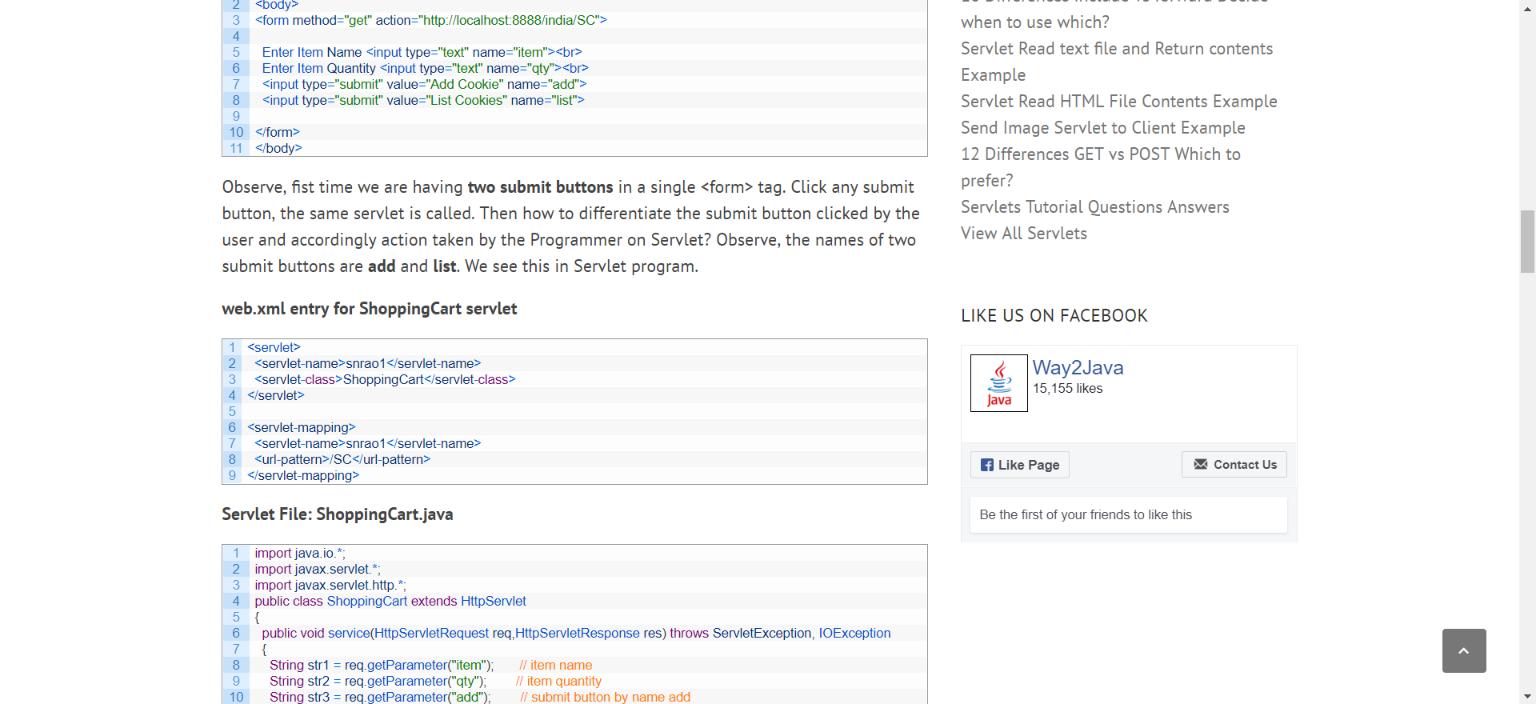 2 <body>
3 <form method="get" action="http://localhost:8888/india/SC">
4
5 Enter Item Name <input type="text" name="item"><br>
6 Enter Item Quantity <input type="text" name="qty"><br>
7 <input type="submit" value="Add Cookie" name="add">
8 <input type="submit" value="List Cookies" name="list">
9
10 </form>
11 </body>
Observe, fist time we are having two submit buttons in a single <form> tag. Click any submit
button, the same servlet is called. Then how to differentiate the submit button clicked by the
user and accordingly action taken by the Programmer on Servlet? Observe, the names of two
submit buttons are add and list. We see this in Servlet program.
web.xml entry for ShoppingCart servlet
1 <servlet>
2 <servlet-name>snrao1</servlet-name>
3 <servlet-class>ShoppingCart</servlet-class>
4 </servlet>
5
6 <servlet-mapping>
7 <servlet-name>snrao1</servlet-name>
8 <url-pattern>/SC</url-pattern>
9 </servlet-mapping>
Servlet File: ShoppingCart.java
1 import java.io.*;
2 import javax.servlet.*;
3 import javax.servlet.http.*;
4 public class ShoppingCart extends HttpServlet
5 {
6 public void service(HttpServletRequest req,HttpServletResponse res) throws ServletException, IOException
7 {
8 String str1 = req.getParameter("item"); // item name
9 String str2 = req.getParameter("qty"); // item quantity
10 String str3 = req.getParameter("add"); // submit button by name add
10 Differences Include vs forward Decide
when to use which?
Servlet Read text file and Return contents
Example
Servlet Read HTML File Contents Example
Send Image Servlet to Client Example
12 Differences GET vs POST Which to
prefer?
Servlets Tutorial Questions Answers
View All Servlets
LIKE US ON FACEBOOK
Java
Way2Java
15,155 likes
Like Page
Contact Us
Be the first of your friends to like this